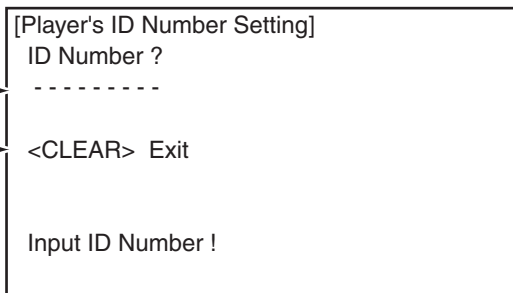 [Player's ID Number Setting]
ID Number ?
- - - - - - - - -
<CLEAR> Exit
Input ID Number !